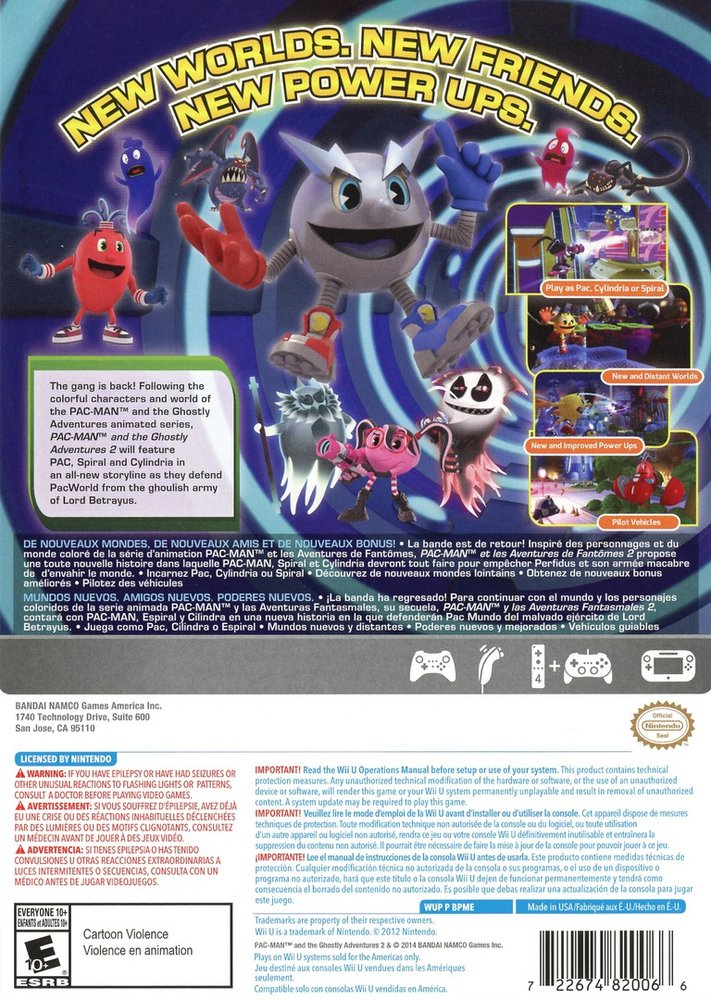 NEW WORLDS. NEW FRIENDS.
NEW POWER UPS.
Play as Pac, Cylindria or Spiral
New and Distant Worlds
New and Improved Power Ups
Pilot Vehicles
The gang is back! Following the
colorful characters and world of
the PAC-MAN™ and the Ghostly
Adventures animated series,
PAC-MAN™ and the Ghostly
Adventures 2 will feature
PAC, Spiral and Cylindria in
an all-new storyline as they defend
PacWorld from the ghoulish army
of Lord Betrayus.
DE NOUVEAUX MONDES, DE NOUVEAUX AMIS ET DE NOUVEAUX BONUS! • La bande est de retour! Inspiré des personnages et du
monde coloré de la série d'animation PAC-MAN™ et les Aventures de Fantômes, PAC-MAN™ et les Aventures de Fantômes 2 propose
une toute nouvelle histoire dans laquelle PAC-MAN, Spiral et Cylindria devront tout faire pour empêcher Perfidus et son armée macabre
de d'envahir le monde. • Incarnez Pac, Cylindria ou Spiral • Découvrez de nouveaux mondes lointains • Obtenez de nouveaux bonus
améliorés • Pilotez des véhicules
MUNDOS NUEVOS. AMIGOS NUEVOS. PODERES NUEVOS. • ¡La banda ha regresado! Para continuar con el mundo y los personajes
coloridos de la serie animada PAC-MAN™ y las Aventuras Fantasmales, su secuela, PAC-MAN™ y las Aventuras Fantasmales 2,
contará con PAC-MAN, Espiral y Cilindra en una nueva historia en la que defenderán Pac Mundo del malvado ejército de Lord
Betrayus. • Juega como Pac, Cilindra o Espiral • Mundos nuevos y distantes • Poderes nuevos y mejorados • Vehículos guiables
4
+
BANDAI NAMCO Games America Inc.
1740 Technology Drive, Suite 600
San Jose, CA 95110
Official
Nintendo
Seal
LICENSED BY NINTENDO
WARNING: IF YOU HAVE EPILEPSY OR HAVE HAD SEIZURES OR
OTHER UNUSUAL REACTIONS TO FLASHING LIGHTS OR PATTERNS,
CONSULT A DOCTOR BEFORE PLAYING VIDEO GAMES.
AVERTISSEMENT: SI VOUS SOUFFREZ D'ÉPILEPSIE, AVEZ DÉJÀ
EU UNE CRISE OU DES RÉACTIONS INHABITUELLES DÉCLENCHÉES
PAR DES LUMIÈRES OU DES MOTIFS CLIGNOTANTS, CONSULTEZ
UN MÉDECIN AVANT DE JOUER À DES JEUX VIDÉO.
ADVERTENCIA: SI TIENES EPILEPSIA O HAS TENIDO
CONVULSIONES U OTRAS REACCIONES EXTRAORDINARIAS A
LUCES INTERMITENTES O SECUENCIAS, CONSULTA CON UN
MÉDICO ANTES DE JUGAR VIDEOJUEGOS.
IMPORTANT! Read the Wii U Operations Manual before setup or use of your system. This product contains technical
protection measures. Any unauthorized technical modification of the hardware or software, or the use of an unauthorized
device or software, will render this game or your Wii U system permanently unplayable and result in removal of unauthorized
content. A system update may be required to play this game.
IMPORTANT! Veuillez lire le mode d'emploi de la Wii U avant d'installer ou d'utiliser la console. Cet appareil dispose de mesures
techniques de protection. Toute modification technique non autorisée de la console ou du logiciel, ou toute utilisation
d'un autre appareil ou logiciel non autorisé, rendra ce jeu ou votre console Wii U définitivement inutilisable et entraînera la
suppression du contenu non autorisé. Il pourrait être nécessaire de faire la mise à jour de la console pour pouvoir jouer à ce jeu.
¡IMPORTANTE! Lee el manual de instrucciones de la consola Wii U antes de usarla. Este producto contiene medidas técnicas de
protección. Cualquier modificación técnica no autorizada de la consola o sus programas, o el uso de un dispositivo o
programa no autorizado, hará que este título o la consola Wii U dejen de funcionar permanentemente y tendrá como
consecuencia el borrado del contenido no autorizado. Es posible que debas realizar una actualización de la consola para jugar
este juego.
WUP P BPME
Made in USA/Fabriqué aux É.-U./Hecho en É.-U.
Trademarks are property of their respective owners.
Wii U is a trademark of Nintendo. © 2012 Nintendo.
PAC-MAN™ and the Ghostly Adventures 2 & © 2014 BANDAI NAMCO Games Inc.
Plays on Wii U systems sold for the Americas only.
Jeu destiné aux consoles Wii U vendues dans les Amériques
seulement.
Compatible solo con consolas Wii U vendidas en América.
EVERYONE 10+
ENFANTS et ADULTES 10+
E
10+
ESRB
Cartoon Violence
Violence en animation
7 22674 82006 6